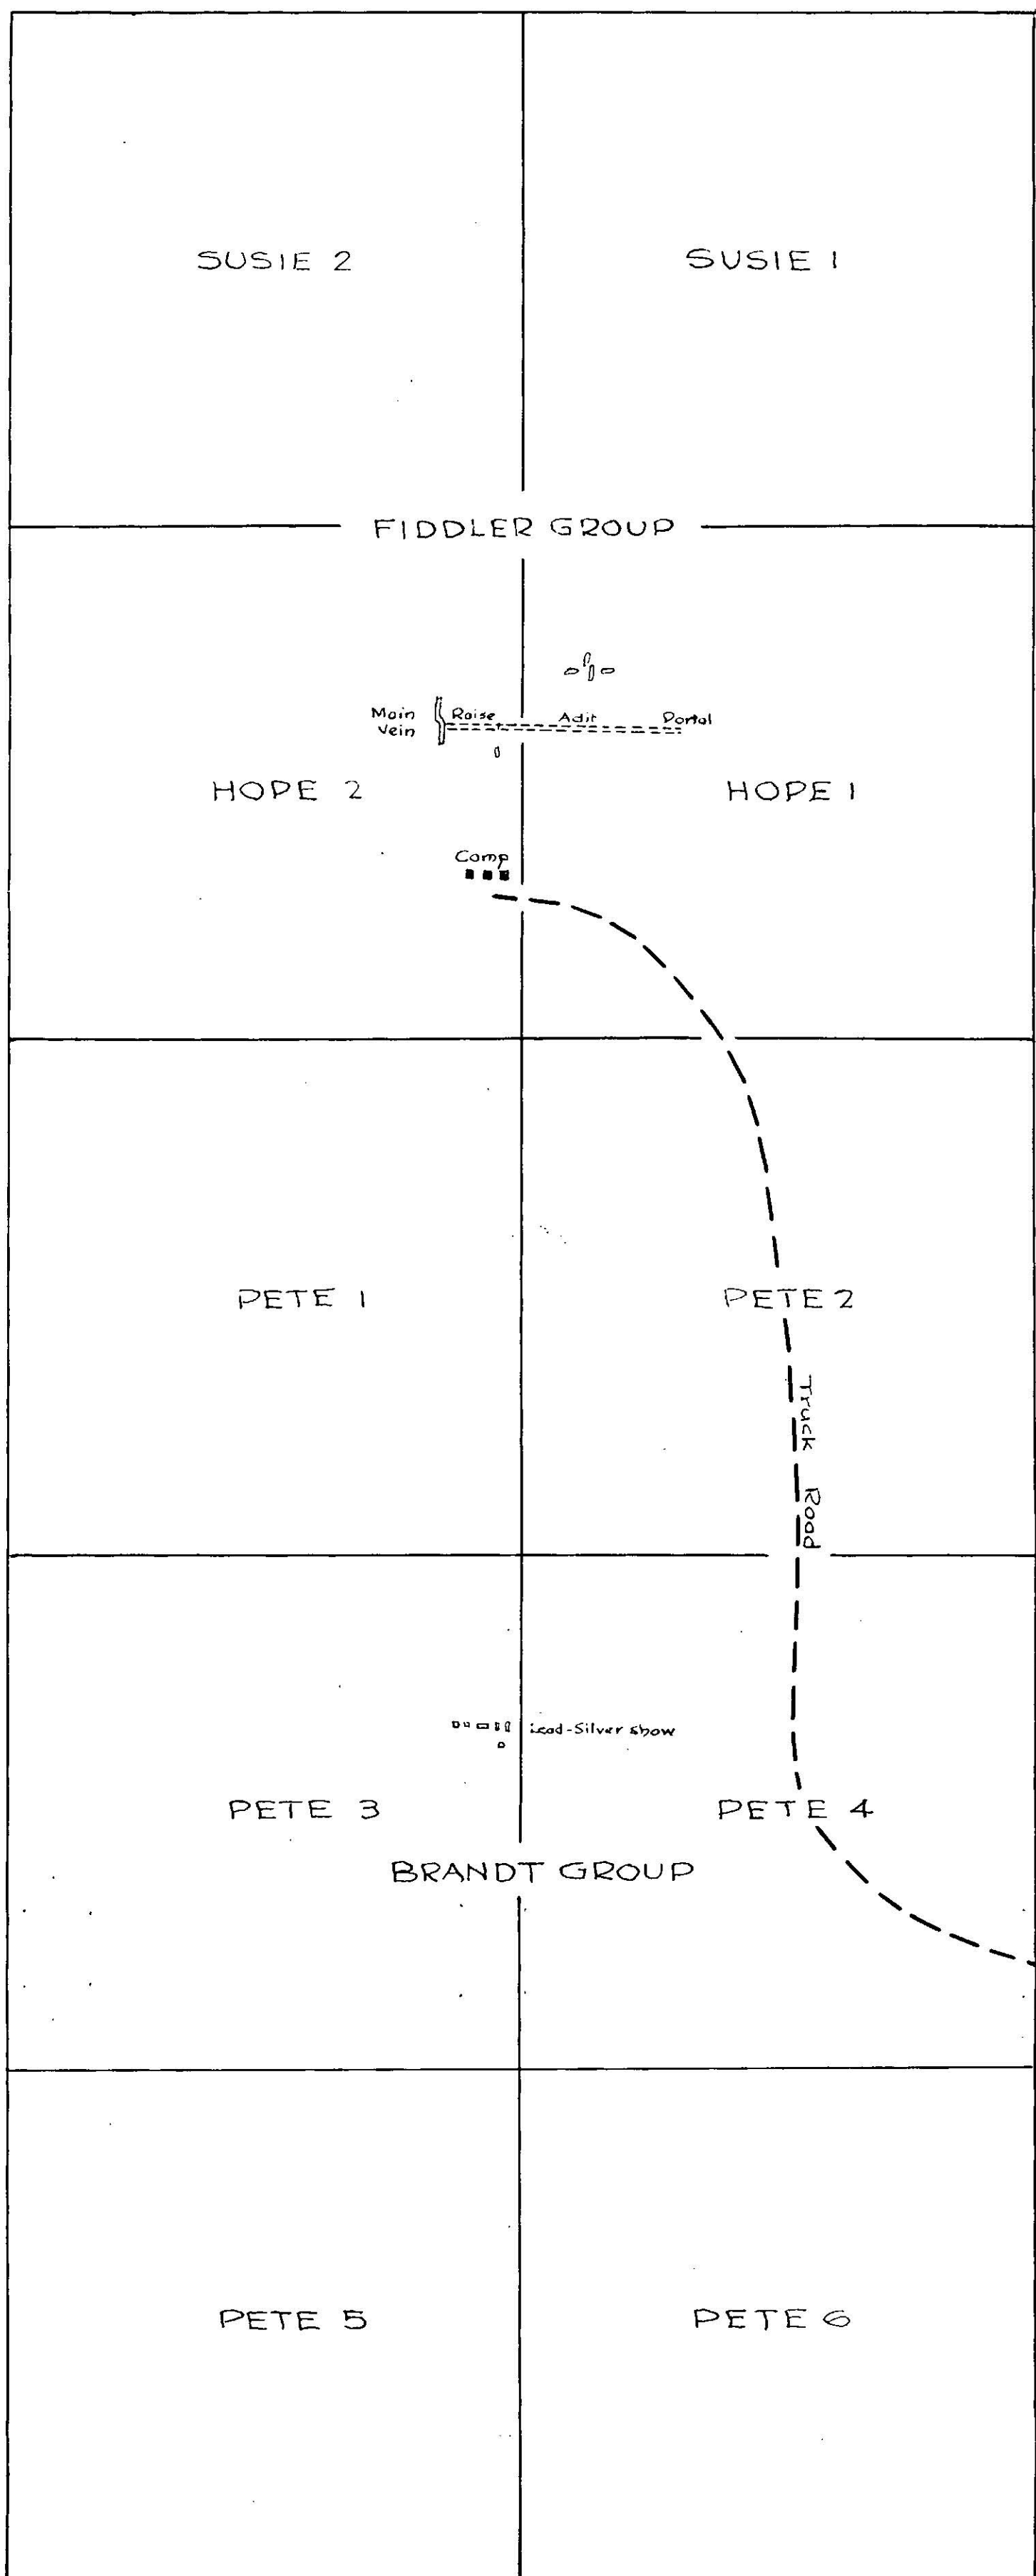 SUSIE 2
SUSIE 1
FIDDLER GROUP
Main
Vein
Raise
Adit
Portal
HOPE 2
HOPE 1
Camp
PETE 1
PETE 2
Truck Road
Lead-Silver show
PETE 3
PETE 4
BRANDT GROUP
PETE 5
PETE 6